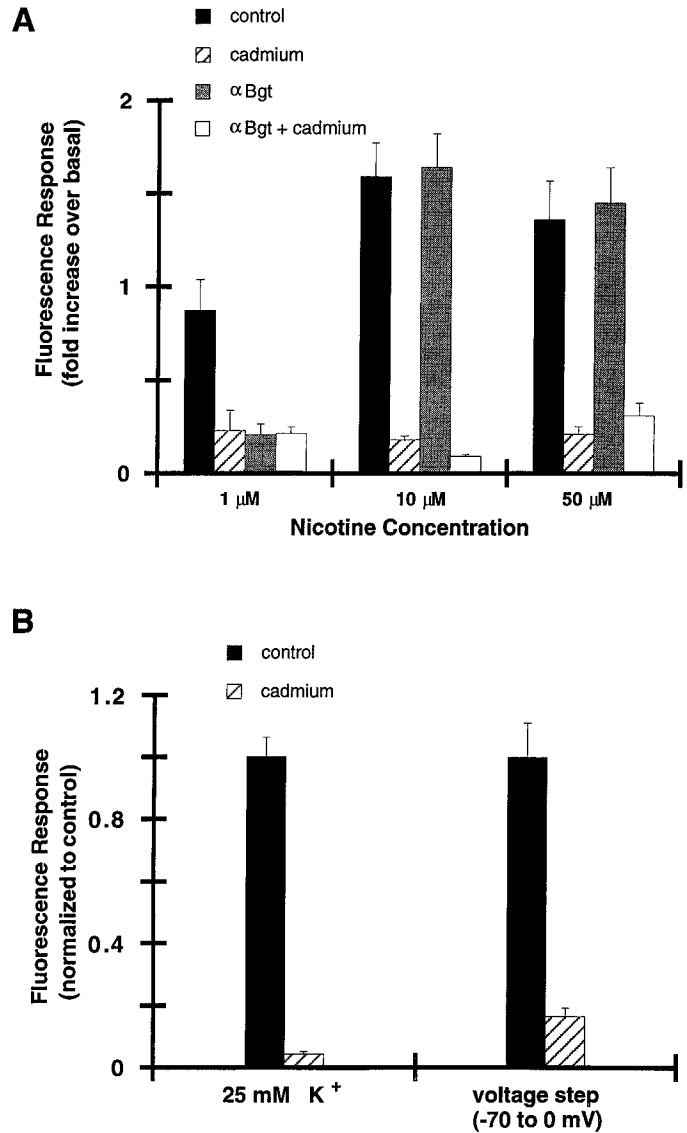 A
control
cadmium
αBgt
αBgt + cadmium
Fluorescence Response
(fold increase over basal)
2
1
0
1 μM
10 μM
50 μM
Nicotine Concentration
B
control
cadmium
Fluorescence Response
(normalized to control)
1.2
0.8
0.4
0
25 mM K+
voltage step
(-70 to 0 mV)